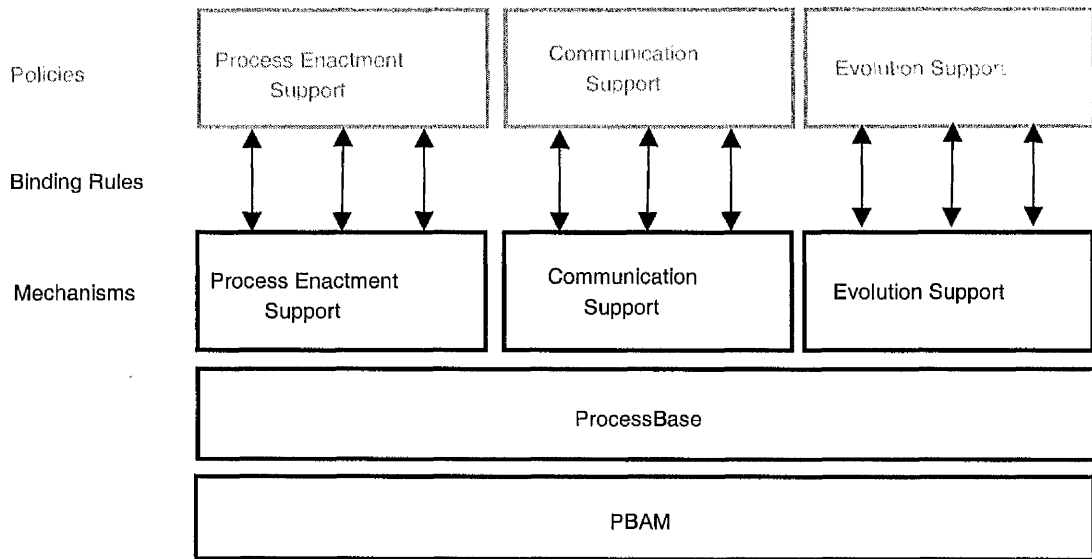 Policies
Process Enactment
Support
Communication
Support
Evolution Support
Binding Rules
Mechanisms
Process Enactment
Support
Communication
Support
Evolution Support
ProcessBase
PBAM